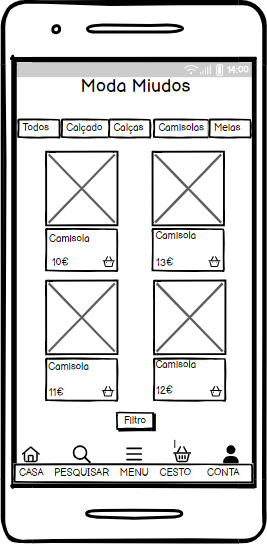 14:00
Moda Miudos
Todos Calçado Calças Camisolas Meias
Camisola Camisola
10€ 13€
Camisola Camisola
11€ 12€
Filtro
CASA PESQUISAR MENU CESTO CONTA